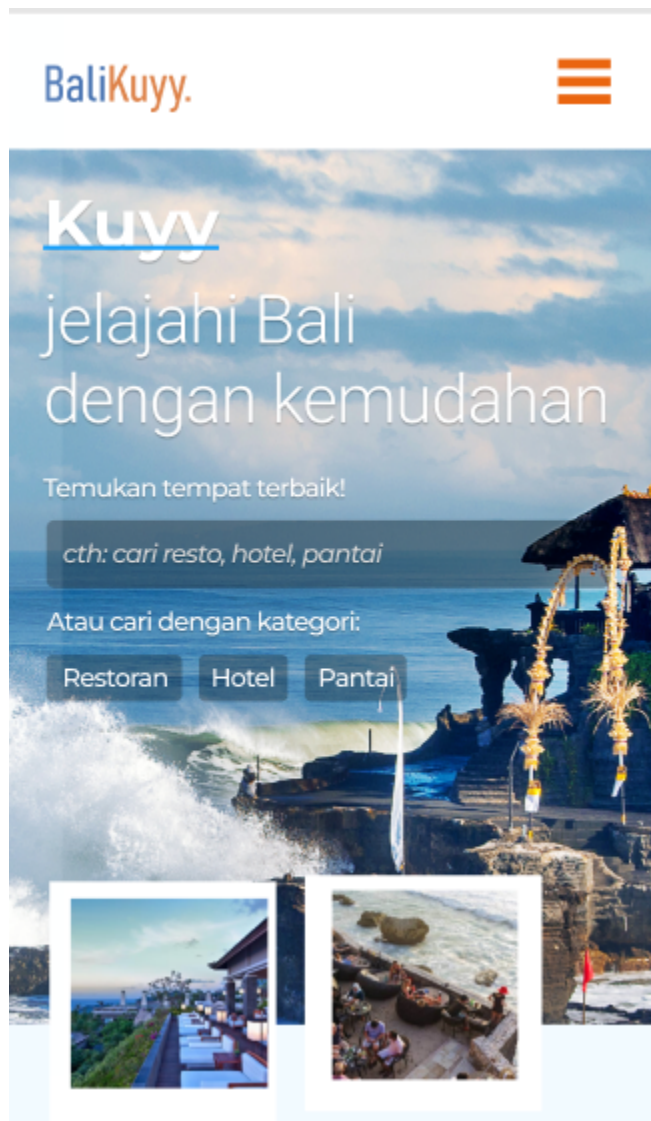 BaliKuyy.
Kuyy
jelajahi Bali
dengan kemudahan
Temukan tempat terbaik!
cth: cari resto, hotel, pantai
Atau cari dengan kategori:
Restoran Hotel Pantai